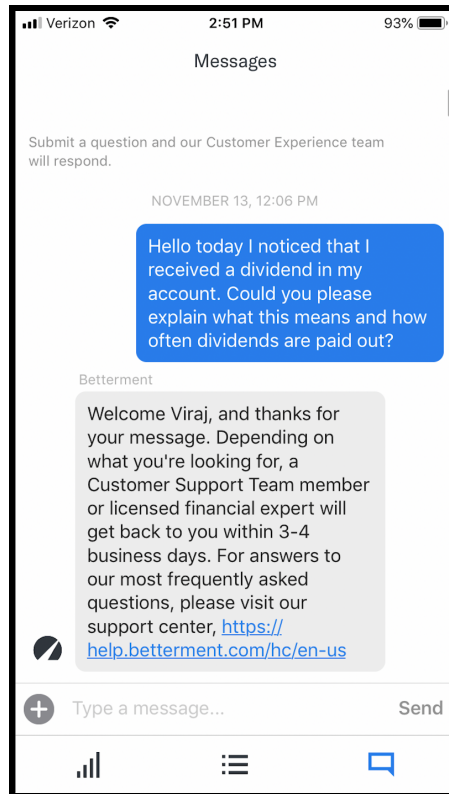 Verizon 2:51 PM 93%
Messages
Submit a question and our Customer Experience team
will respond.
NOVEMBER 13, 12:06 PM
Hello today I noticed that I
received a dividend in my
account. Could you please
explain what this means and how
often dividends are paid out?
Betterment
Welcome Viraj, and thanks for
your message. Depending on
what you're looking for, a
Customer Support Team member
or licensed financial expert will
get back to you within 3-4
business days. For answers to
our most frequently asked
questions, please visit our
support center, https://
help.betterment.com/hc/en-us
Type a message... Send